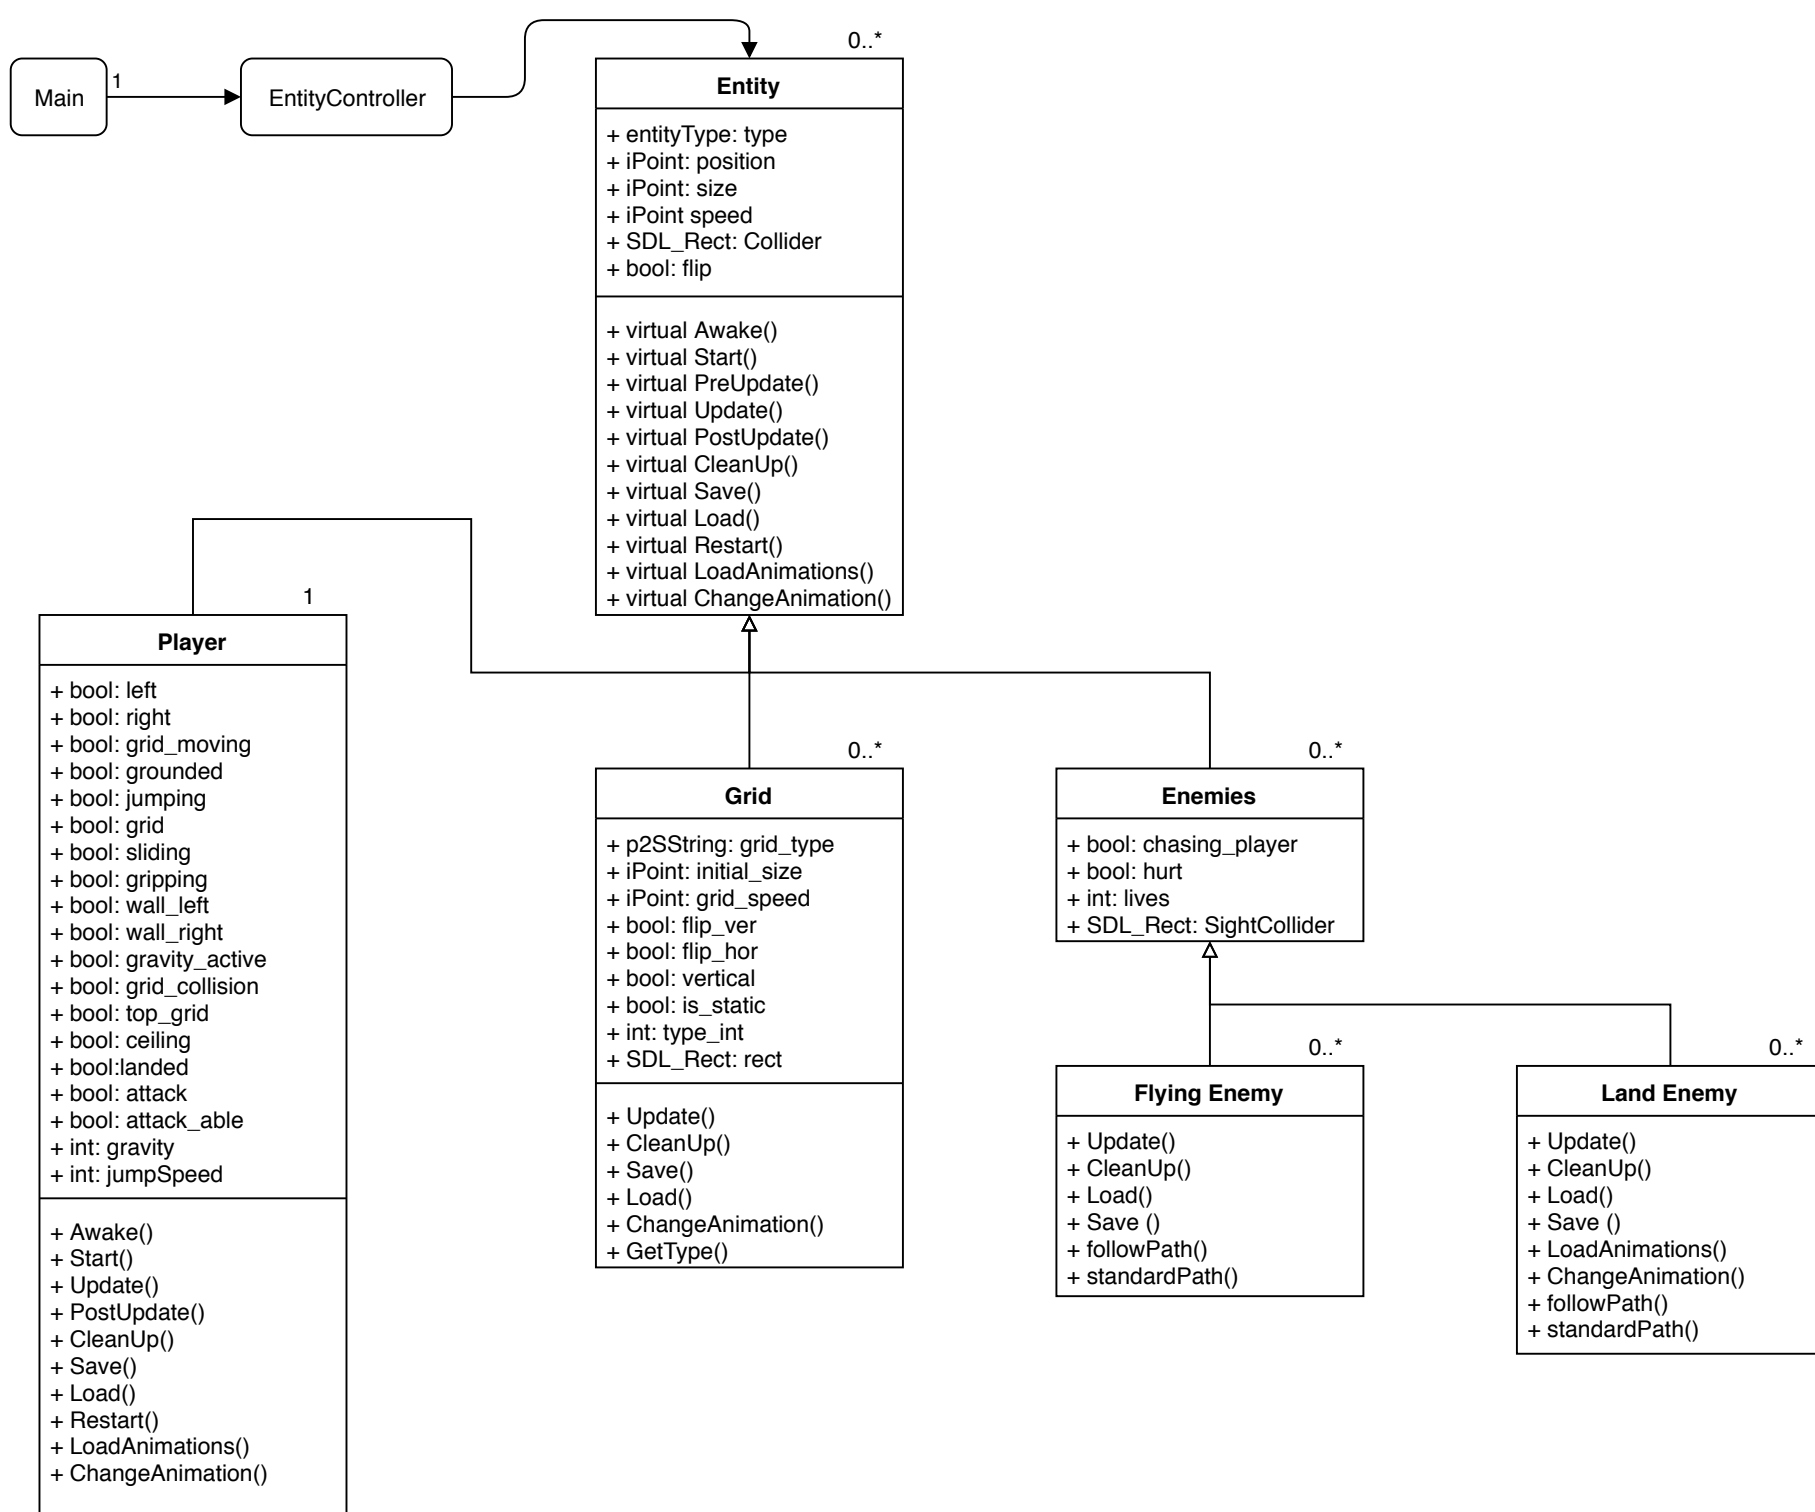 Main
1
EntityController
0..*
Entity
+ entityType: type
+ iPoint: position
+ iPoint: size
+ iPoint speed
+ SDL_Rect: Collider
+ bool: flip
+ virtual Awake()
+ virtual Start()
+ virtual PreUpdate()
+ virtual Update()
+ virtual PostUpdate()
+ virtual CleanUp()
+ virtual Save()
+ virtual Load()
+ virtual Restart()
+ virtual LoadAnimations()
+ virtual ChangeAnimation()
1
Player
+ bool: left
+ bool: right
+ bool: grid_moving
+ bool: grounded
+ bool: jumping
+ bool: grid
+ bool: sliding
+ bool: gripping
+ bool: wall_left
+ bool: wall_right
+ bool: gravity_active
+ bool: grid_collision
+ bool: top_grid
+ bool: ceiling
+ bool:landed
+ bool: attack
+ bool: attack_able
+ int: gravity
+ int: jumpSpeed
+ Awake()
+ Start()
+ Update()
+ PostUpdate()
+ CleanUp()
+ Save()
+ Load()
+ Restart()
+ LoadAnimations()
+ ChangeAnimation()
0..*
Grid
+ p2SString: grid_type
+ iPoint: initial_size
+ iPoint: grid_speed
+ bool: flip_ver
+ bool: flip_hor
+ bool: vertical
+ bool: is_static
+ int: type_int
+ SDL_Rect: rect
+ Update()
+ CleanUp()
+ Save()
+ Load()
+ ChangeAnimation()
+ GetType()
0..*
Enemies
+ bool: chasing_player
+ bool: hurt
+ int: lives
+ SDL_Rect: SightCollider
0..*
Flying Enemy
+ Update()
+ CleanUp()
+ Load()
+ Save ()
+ followPath()
+ standardPath()
0..*
Land Enemy
+ Update()
+ CleanUp()
+ Load()
+ Save ()
+ LoadAnimations()
+ ChangeAnimation()
+ followPath()
+ standardPath()